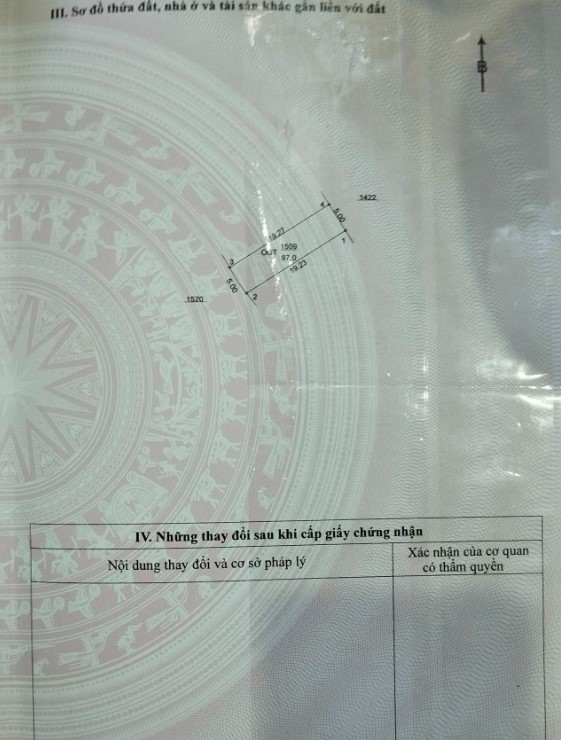 III. Sơ đồ thửa đất, nhà ở và tài sản khác gắn liền với đất
B
1422
4
5.00
19.27
1
ODT 1509
97.0
3
19.23
5.00
2
1520
IV. Những thay đổi sau khi cấp giấy chứng nhận
Nội dung thay đổi và cơ sở pháp lý
Xác nhận của cơ quan
có thẩm quyền